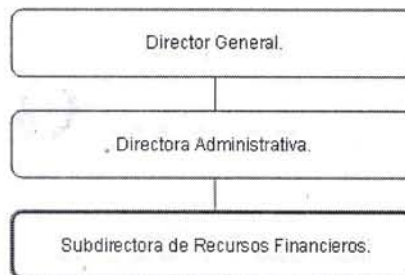 Director General.
Directora Administrativa.
Subdirectora de Recursos Financieros.